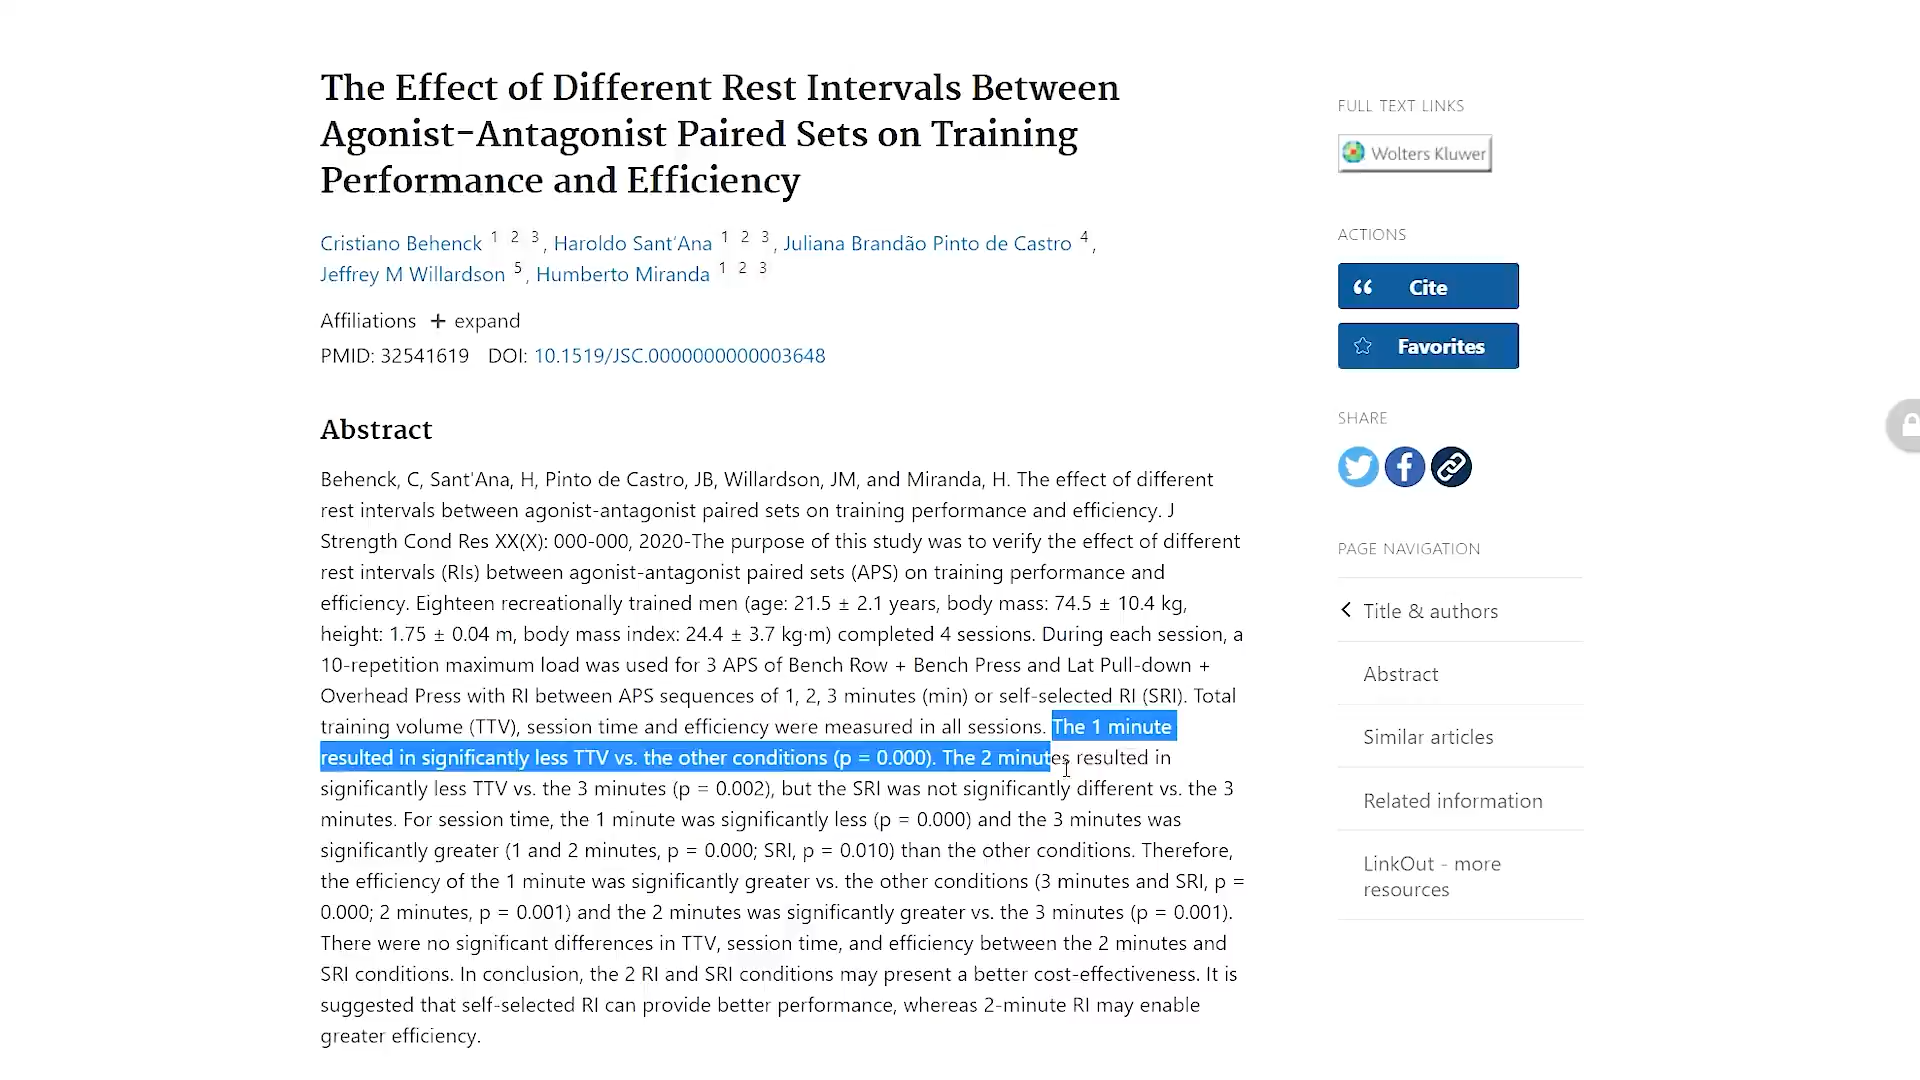 The Effect of Different Rest Intervals Between
Agonist-Antagonist Paired Sets on Training
Performance and Efficiency
Cristiano Behenck 1 2 3, Haroldo Sant'Ana 1 2 3, Juliana Brandão Pinto de Castro 4,
Jeffrey M Willardson 5, Humberto Miranda 1 2 3
Affiliations + expand
PMID: 32541619 DOI: 10.1519/JSC.0000000000003648
Abstract
Behenck, C, Sant'Ana, H, Pinto de Castro, JB, Willardson, JM, and Miranda, H. The effect of different
rest intervals between agonist-antagonist paired sets on training performance and efficiency. J
Strength Cond Res XX(X): 000-000, 2020-The purpose of this study was to verify the effect of different
rest intervals (RIs) between agonist-antagonist paired sets (APS) on training performance and
efficiency. Eighteen recreationally trained men (age: 21.5 ± 2.1 years, body mass: 74.5 ± 10.4 kg,
height: 1.75 ± 0.04 m, body mass index: 24.4 ± 3.7 kg·m) completed 4 sessions. During each session, a
10-repetition maximum load was used for 3 APS of Bench Row + Bench Press and Lat Pull-down +
Overhead Press with RI between APS sequences of 1, 2, 3 minutes (min) or self-selected RI (SRI). Total
training volume (TTV), session time and efficiency were measured in all sessions. The 1 minute
resulted in significantly less TTV vs. the other conditions (p = 0.000). The 2 minutes resulted in
significantly less TTV vs. the 3 minutes (p = 0.002), but the SRI was not significantly different vs. the 3
minutes. For session time, the 1 minute was significantly less (p = 0.000) and the 3 minutes was
significantly greater (1 and 2 minutes, p = 0.000; SRI, p = 0.010) than the other conditions. Therefore,
the efficiency of the 1 minute was significantly greater vs. the other conditions (3 minutes and SRI, p =
0.000; 2 minutes, p = 0.001) and the 2 minutes was significantly greater vs. the 3 minutes (p = 0.001).
There were no significant differences in TTV, session time, and efficiency between the 2 minutes and
SRI conditions. In conclusion, the 2 RI and SRI conditions may present a better cost-effectiveness. It is
suggested that self-selected RI can provide better performance, whereas 2-minute RI may enable
greater efficiency.
FULL TEXT LINKS
Wolters Kluwer
ACTIONS
Cite
Favorites
SHARE
PAGE NAVIGATION
Title & authors
Abstract
Similar articles
Related information
LinkOut - more
resources